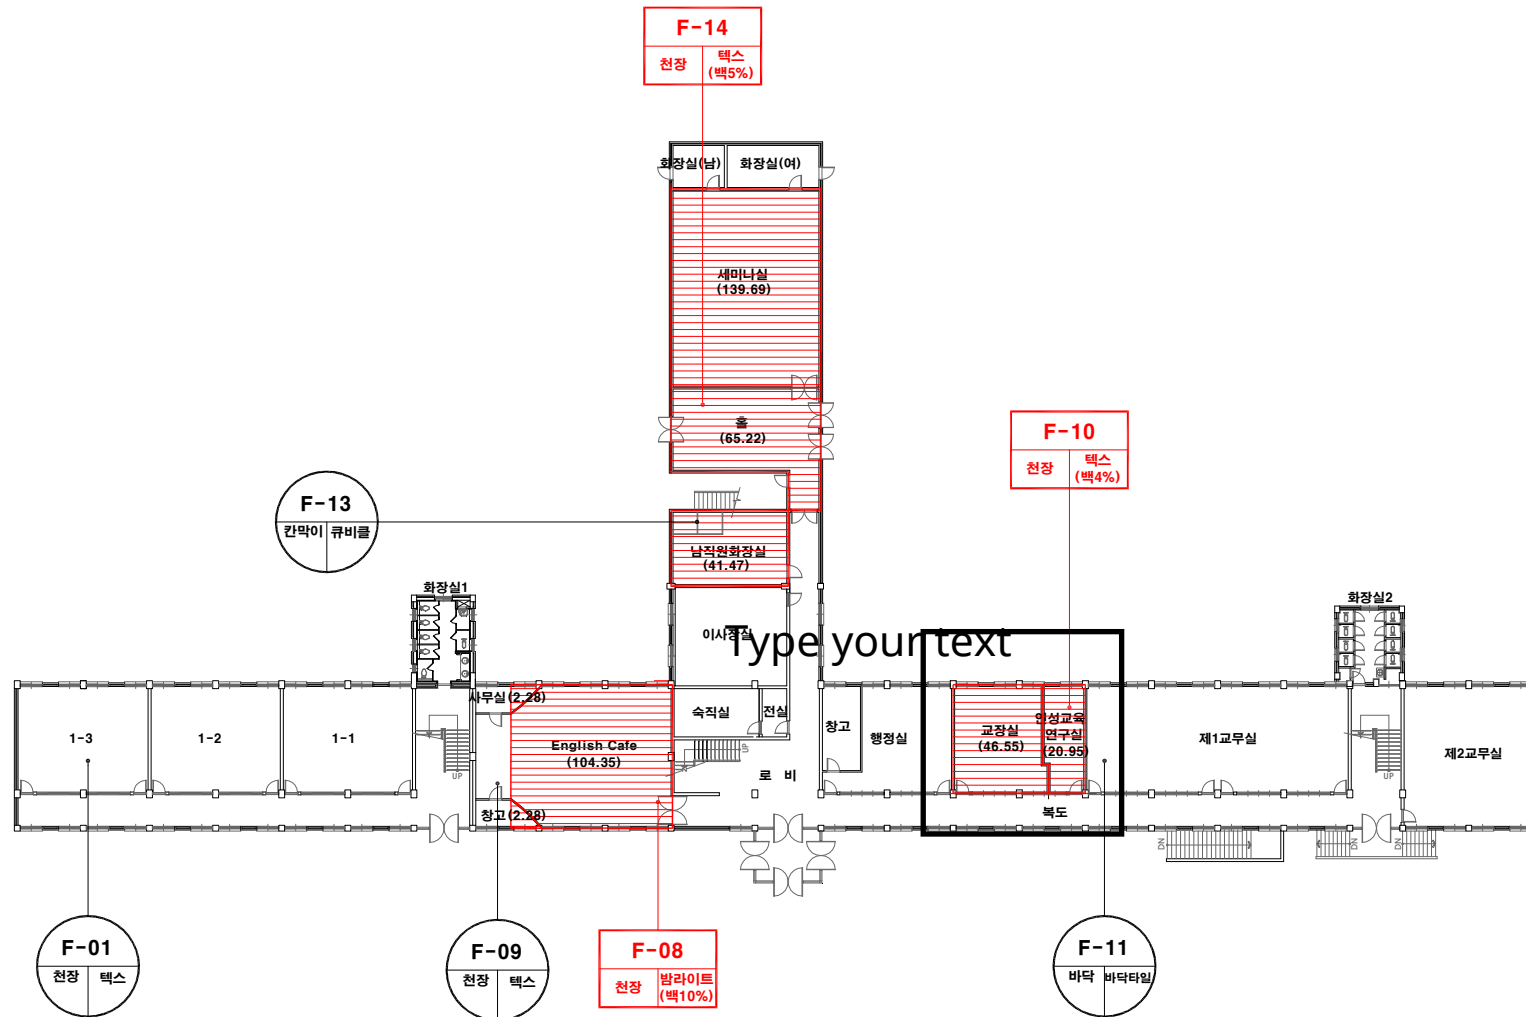 F-14
천장
텍스
(백5%)
화장실(남)
화장실(여)
세미나실
(139.69)
홀
(65.22)
F-10
천장
텍스
(백4%)
F-13
칸막이
큐비클
남직원화장실
(41.47)
화장실1
화장실2
이사장실
Type your text
사무실(2.28)
숙직실
전실
창고
행정실
교장실
(46.55)
인성교육
연구실
(20.95)
제1교무실
제2교무실
1-3
1-2
1-1
UP
English Cafe
(104.35)
UP
로 비
UP
창고(2.28)
복도
DN
DN
DN
F-01
천장
텍스
F-09
천장
텍스
F-08
천장
밤라이트
(백10%)
F-11
바닥
바닥타일